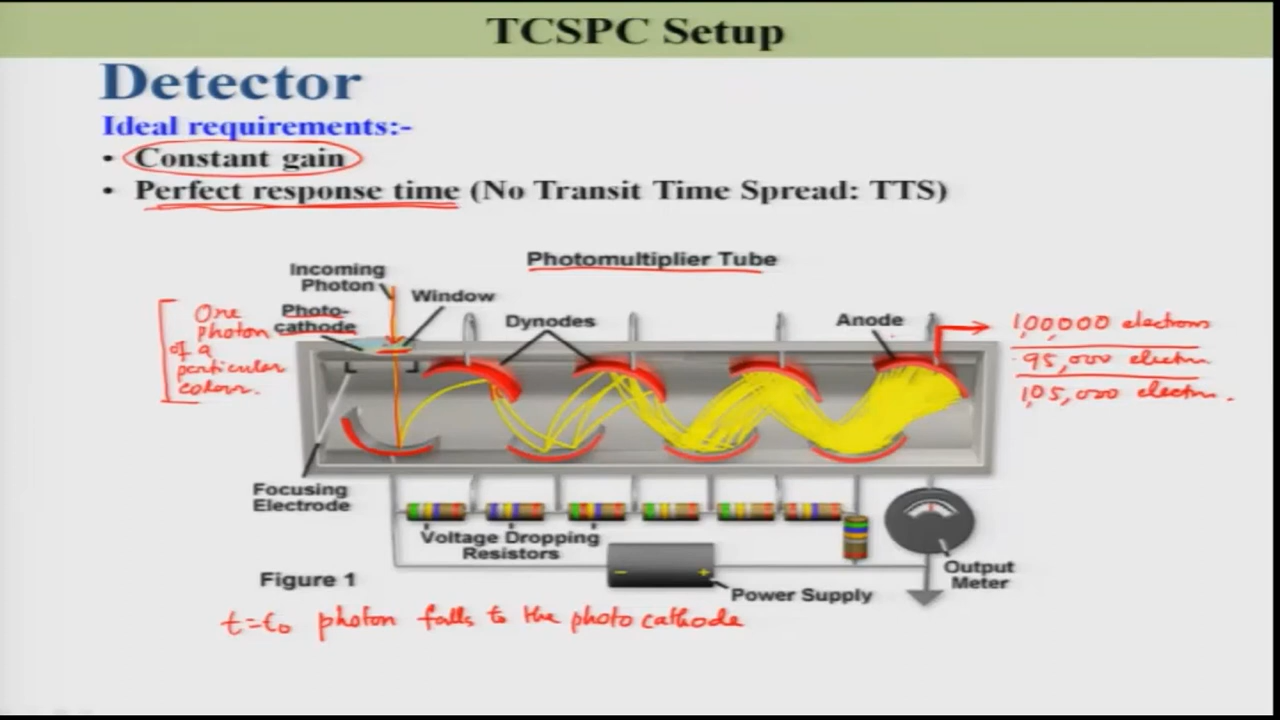 TCSPC Setup
Detector
Ideal requirements:-
• Constant gain
• Perfect response time (No Transit Time Spread: TTS)
Photomultiplier Tube
Incoming
Photon
Window
Photo-
cathode
Dynodes
Anode
One
photon
of a
particular
colour.
1,00000 electrons
95,000 electrn.
1,05,000 electrn.
Focusing
Electrode
Voltage Dropping
Resistors
Output
Meter
Figure 1
– +
Power Supply
t=t₀ photon falls to the photo cathode